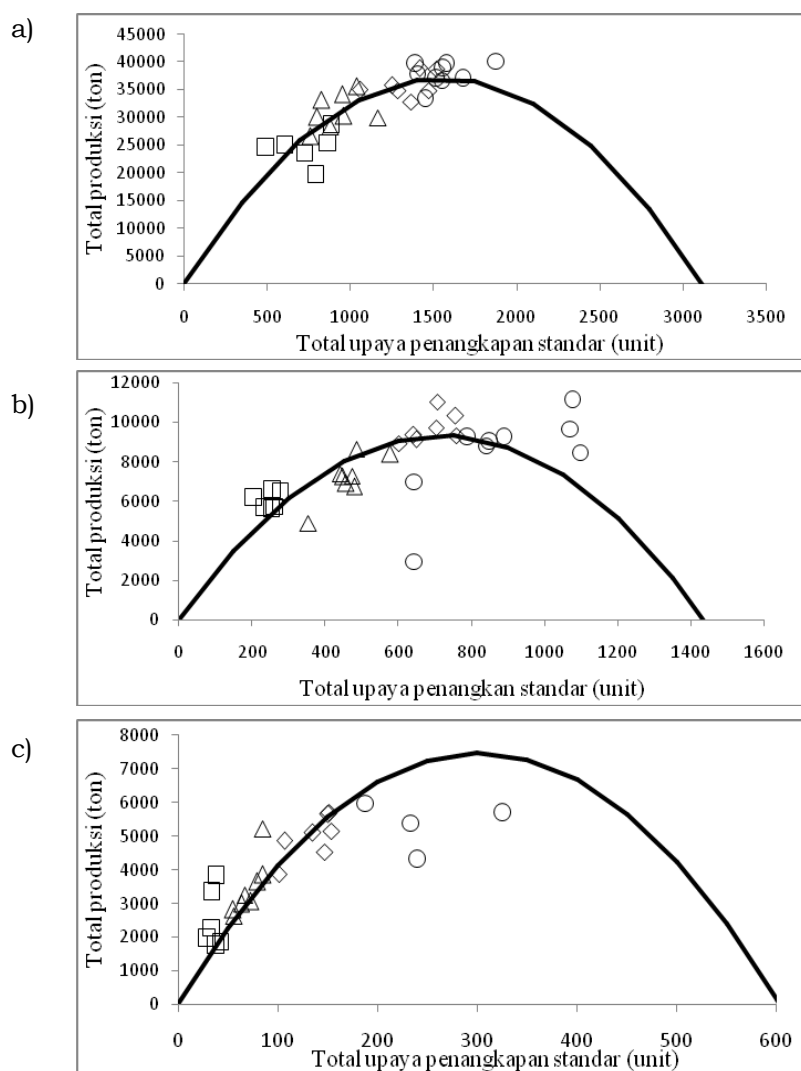 a)
Total produksi (ton)
45000
40000
35000
30000
25000
20000
15000
10000
5000
0
0 500 1000 1500 2000 2500 3000 3500
Total upaya penangkapan standar (unit)
b)
Total produksi (ton)
12000
10000
8000
6000
4000
2000
0
0 200 400 600 800 1000 1200 1400 1600
Total upaya penangkan standar (unit)
c)
Total produksi (ton)
8000
7000
6000
5000
4000
3000
2000
1000
0
0 100 200 300 400 500 600
Total upaya penangkapan standar (unit)